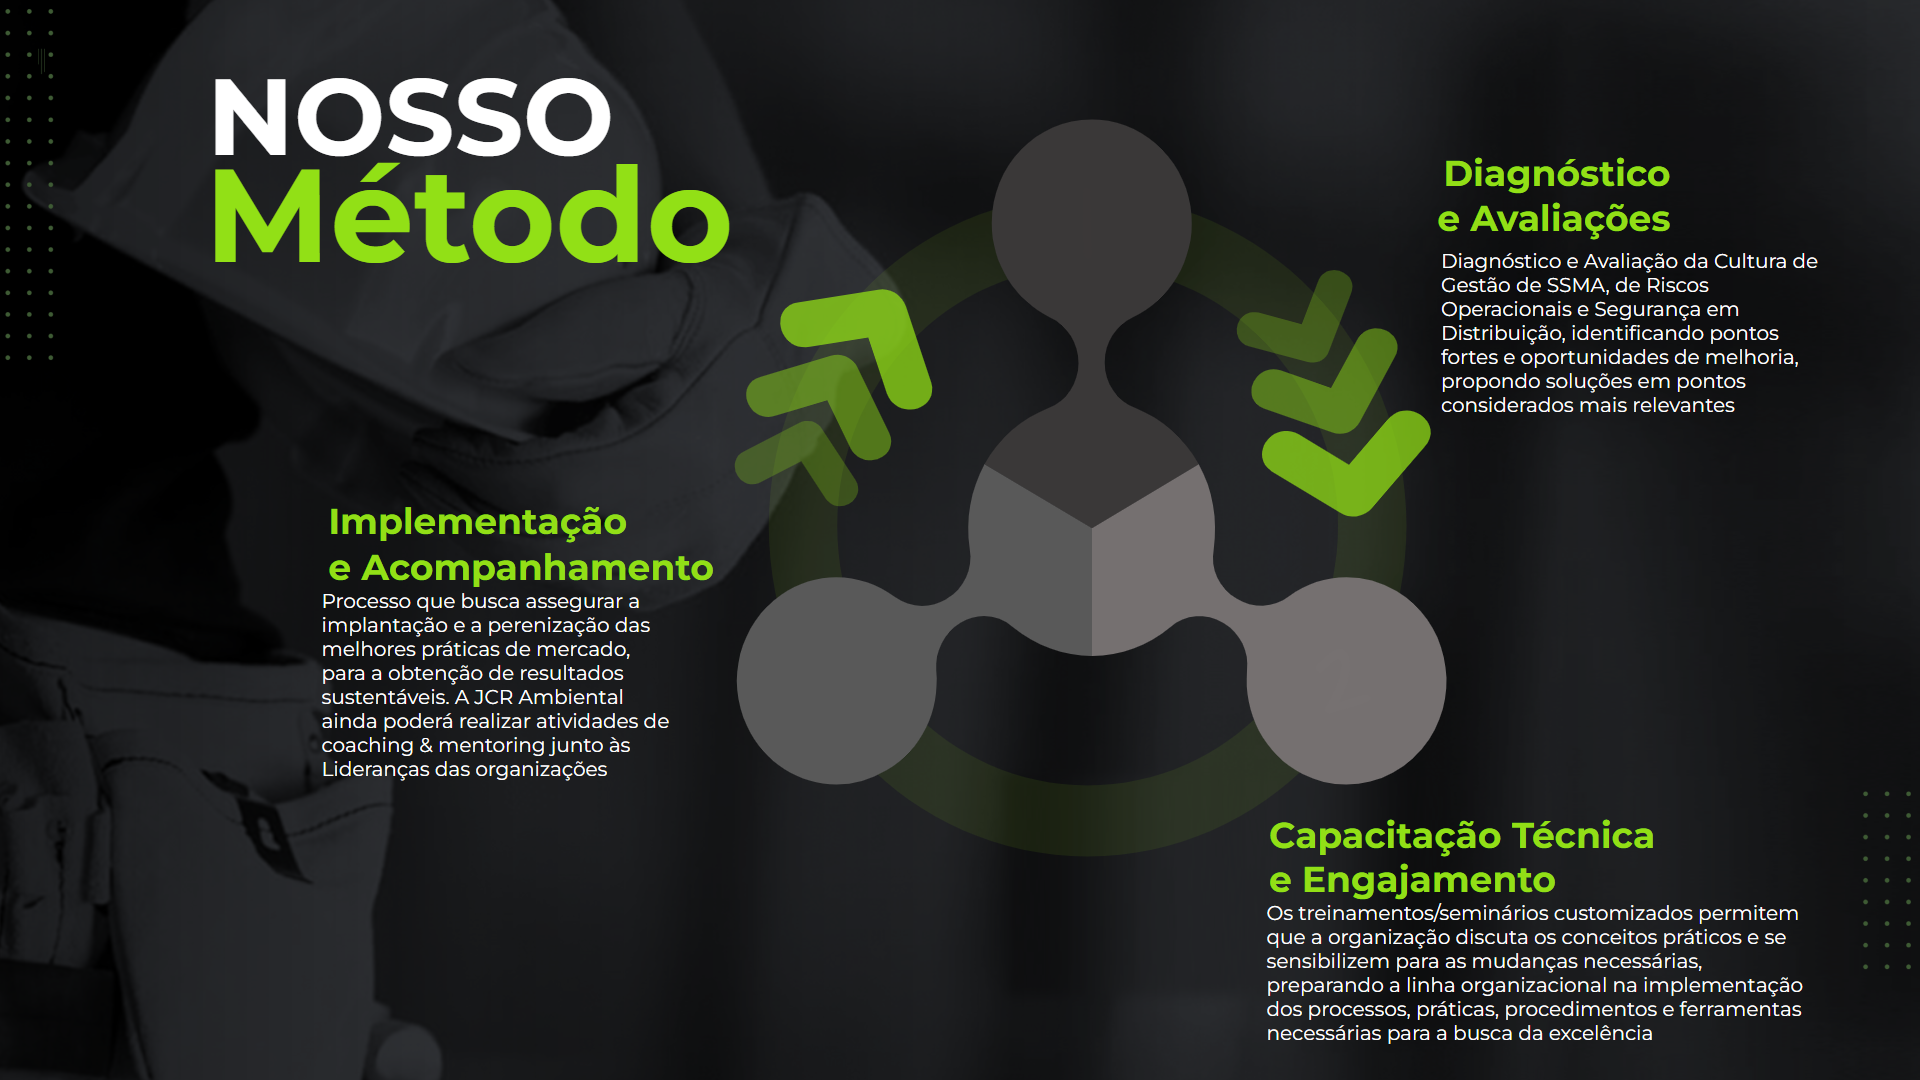 NOSSO
Método
Diagnóstico
e Avaliações
Diagnóstico e Avaliação da Cultura de
Gestão de SSMA, de Riscos
Operacionais e Segurança em
Distribuição, identificando pontos
fortes e oportunidades de melhoria,
propondo soluções em pontos
considerados mais relevantes
Implementação
e Acompanhamento
Processo que busca assegurar a
implantação e a perenização das
melhores práticas de mercado,
para a obtenção de resultados
sustentáveis. A JCR Ambiental
ainda poderá realizar atividades de
coaching & mentoring junto às
Lideranças das organizações
Capacitação Técnica
e Engajamento
Os treinamentos/seminários customizados permitem
que a organização discuta os conceitos práticos e se
sensibilizem para as mudanças necessárias,
preparando a linha organizacional na implementação
dos processos, práticas, procedimentos e ferramentas
necessárias para a busca da excelência